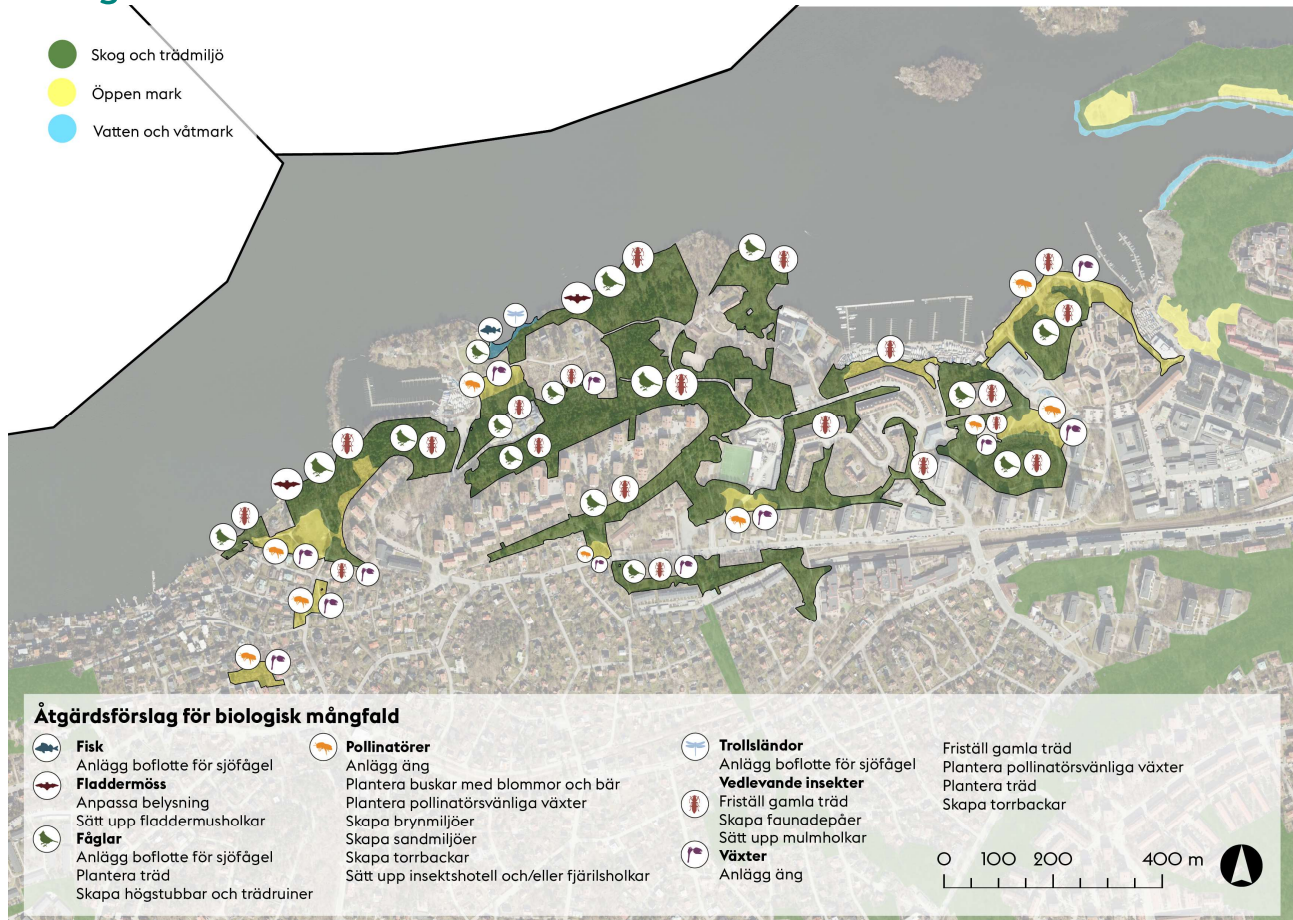 Skog och trädmiljö
Öppen mark
Vatten och våtmark
Åtgärdsförslag för biologisk mångfald
Fisk
Anlägg boflotte för sjöfågel
Fladdermöss
Anpassa belysning
Sätt upp fladdermusholkar
Fåglar
Anlägg boflotte för sjöfågel
Plantera träd
Skapa högstubbar och trädruiner
Pollinatörer
Anlägg äng
Plantera buskar med blommor och bär
Plantera pollinatörsvänliga växter
Skapa brynmiljöer
Skapa sandmiljöer
Skapa torrbackar
Sätt upp insektshotell och/eller fjärilsholkar
Trollsländor
Anlägg boflotte för sjöfågel
Vedlevande insekter
Friställ gamla träd
Skapa faunadepåer
Sätt upp mulmholkar
Växter
Anlägg äng
Friställ gamla träd
Plantera pollinatörsvänliga växter
Plantera träd
Skapa torrbackar
0 100 200 400 m